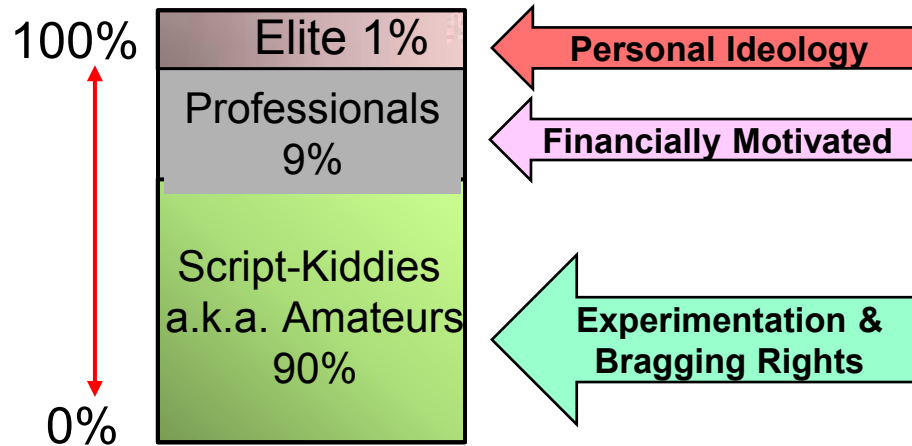 100%
Elite 1%
Personal Ideology
Professionals
9%
Financially Motivated
Script-Kiddies
a.k.a. Amateurs
90%
Experimentation &
Bragging Rights
0%